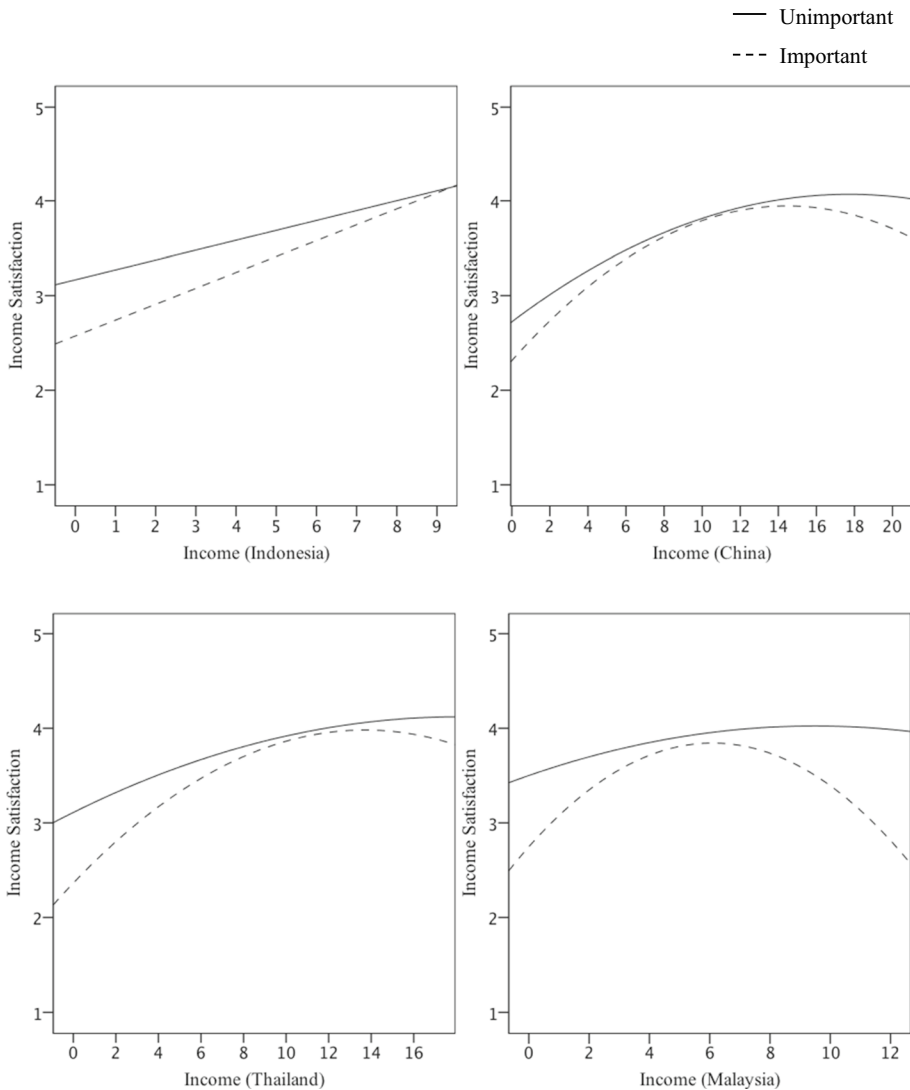 Unimportant
Important
5
4
3
2
1
Income Satisfaction
0 1 2 3 4 5 6 7 8 9
Income (Indonesia)
5
4
3
2
1
Income Satisfaction
0 2 4 6 8 10 12 14 16 18 20
Income (China)
5
4
3
2
1
Income Satisfaction
0 2 4 6 8 10 12 14 16
Income (Thailand)
5
4
3
2
1
Income Satisfaction
0 2 4 6 8 10 12
Income (Malaysia)